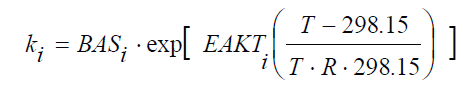 k_i = BAS_i · exp[ EAKT_i ( (T − 298.15) / (T · R · 298.15) ) ]